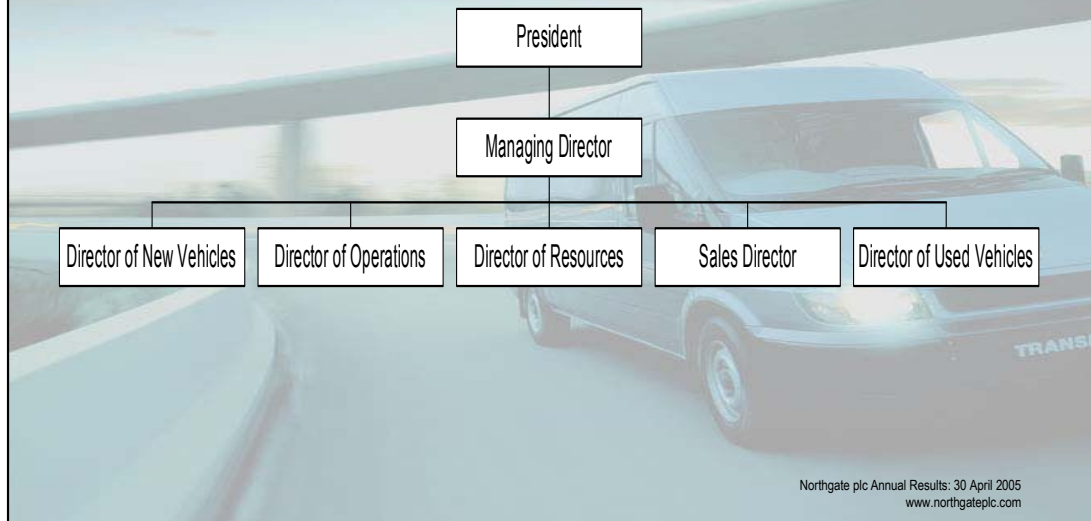 President
Managing Director
Director of New Vehicles
Director of Operations
Director of Resources
Sales Director
Director of Used Vehicles
TRANS
Northgate plc Annual Results: 30 April 2005
www.northgateplc.com